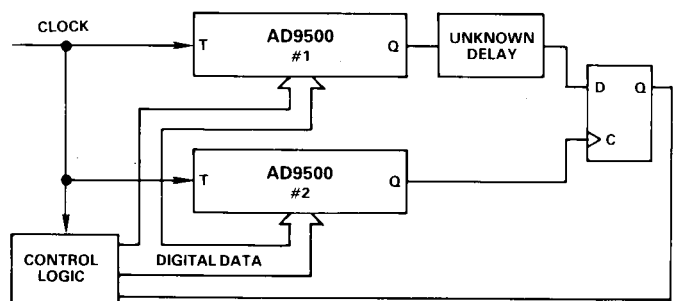 CLOCK
T
AD9500
#1
Q
UNKNOWN
DELAY
D
Q
C
T
AD9500
#2
Q
CONTROL
LOGIC
DIGITAL DATA